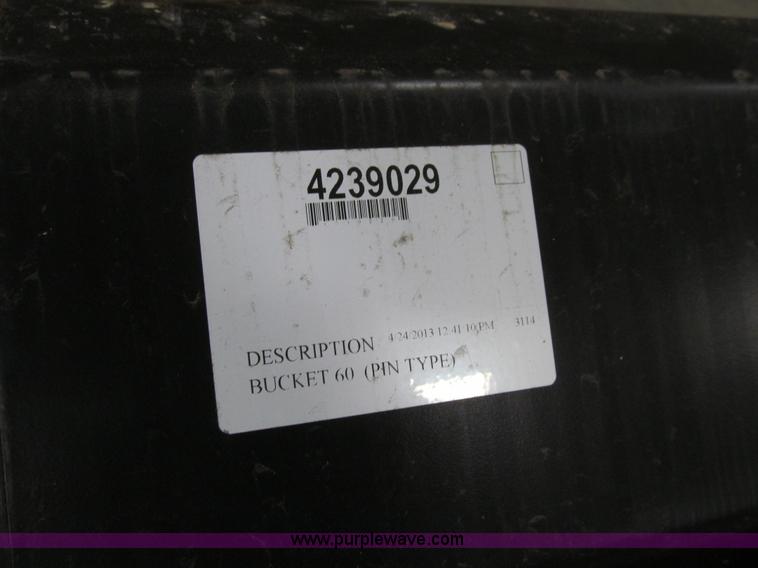 4239029
DESCRIPTION 4/24/2013 12:41:10 PM 3114
BUCKET 60 (PIN TYPE)
www.purplewave.com